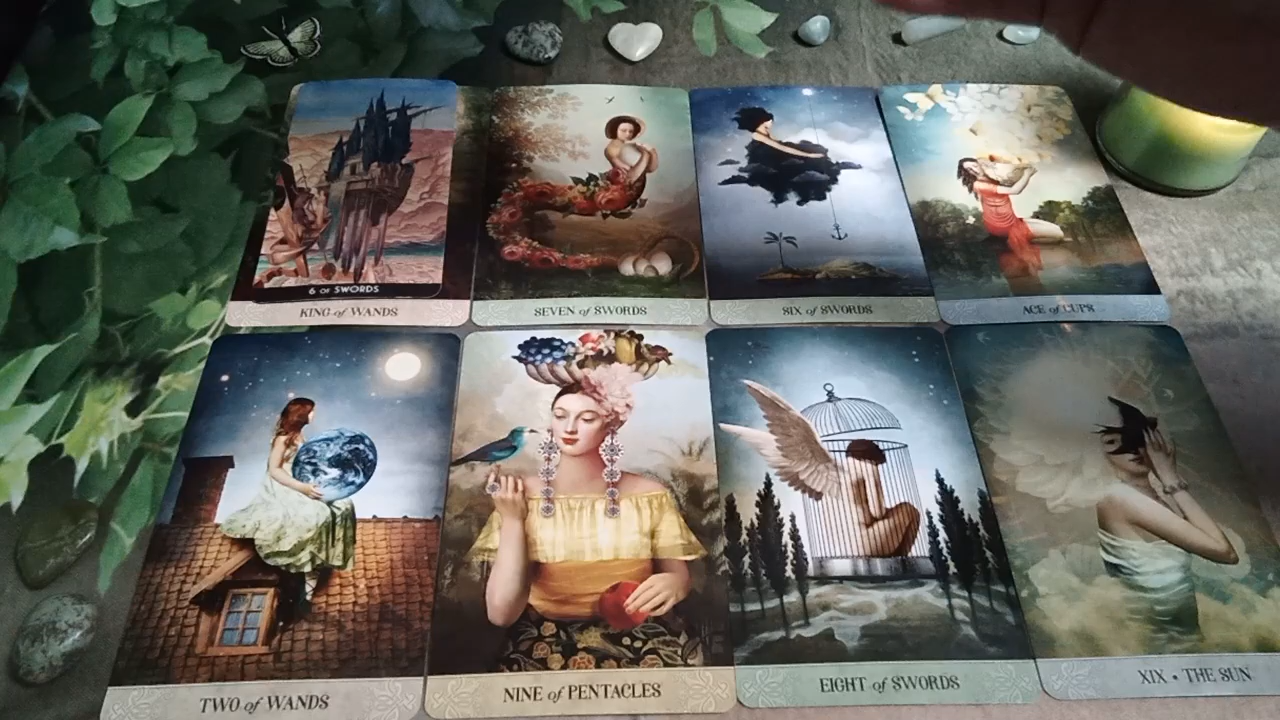 6 OF SWORDS
KING of WANDS
SEVEN of SWORDS
SIX of SWORDS
ACE of CUPS
TWO of WANDS
NINE of PENTACLES
EIGHT of SWORDS
XIX • THE SUN